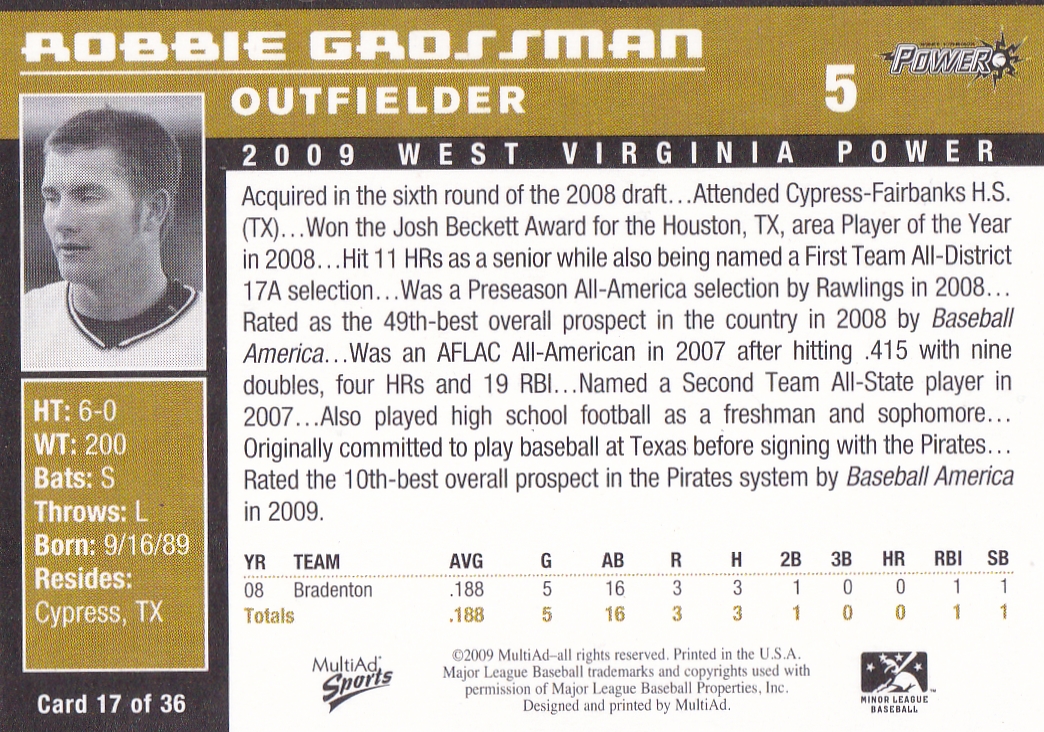 ROBBIE GROSSMAN
OUTFIELDER
5
WEST VIRGINIA
POWER
2009 WEST VIRGINIA POWER
Acquired in the sixth round of the 2008 draft...Attended Cypress-Fairbanks H.S.
(TX)...Won the Josh Beckett Award for the Houston, TX, area Player of the Year
in 2008...Hit 11 HRs as a senior while also being named a First Team All-District
17A selection...Was a Preseason All-America selection by Rawlings in 2008...
Rated as the 49th-best overall prospect in the country in 2008 by Baseball
America...Was an AFLAC All-American in 2007 after hitting .415 with nine
doubles, four HRs and 19 RBI...Named a Second Team All-State player in
2007...Also played high school football as a freshman and sophomore...
Originally committed to play baseball at Texas before signing with the Pirates...
Rated the 10th-best overall prospect in the Pirates system by Baseball America
in 2009.
HT: 6-0
WT: 200
Bats: S
Throws: L
Born: 9/16/89
Resides:
Cypress, TX
Card 17 of 36
YR TEAM AVG G AB R H 2B 3B HR RBI SB
08 Bradenton .188 5 16 3 3 1 0 0 1 1
Totals .188 5 16 3 3 1 0 0 1 1
MultiAd
Sports
©2009 MultiAd–all rights reserved. Printed in the U.S.A.
Major League Baseball trademarks and copyrights used with
permission of Major League Baseball Properties, Inc.
Designed and printed by MultiAd.
MINOR LEAGUE
BASEBALL
™